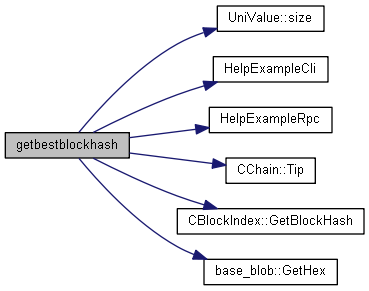 UniValue::size
HelpExampleCli
HelpExampleRpc
getbestblockhash
CChain::Tip
CBlockIndex::GetBlockHash
base_blob::GetHex